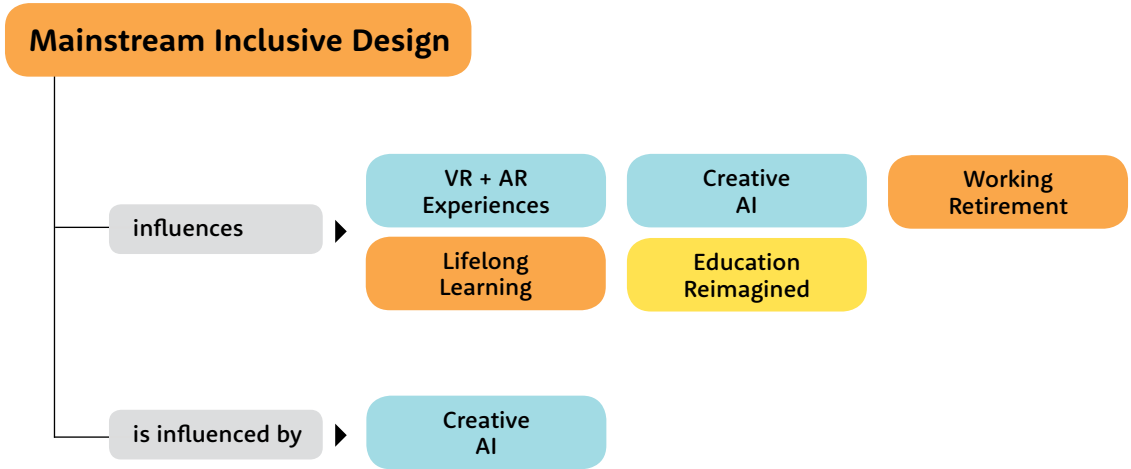 Mainstream Inclusive Design
influences
VR + AR
Experiences
Creative
AI
Working
Retirement
Lifelong
Learning
Education
Reimagined
is influenced by
Creative
AI